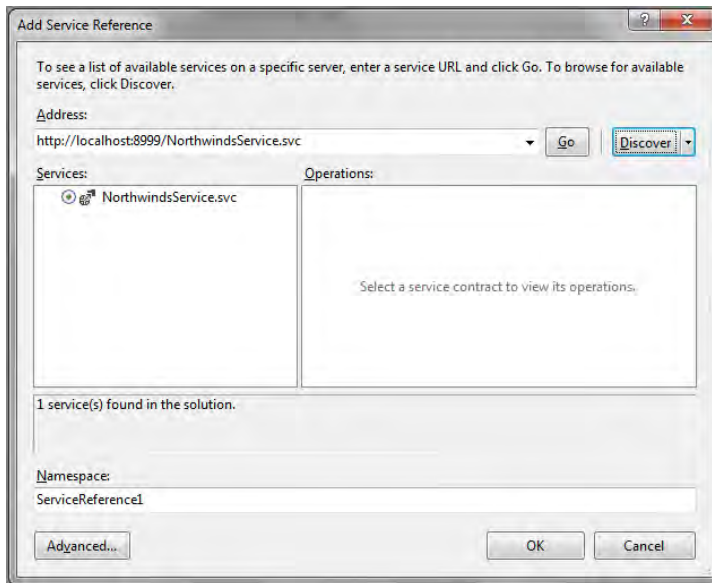 Add Service Reference
To see a list of available services on a specific server, enter a service URL and click Go. To browse for available
services, click Discover.
Address:
http://localhost:8999/NorthwindsService.svc
Go
Discover
Services:
Operations:
NorthwindsService.svc
Select a service contract to view its operations.
1 service(s) found in the solution.
Namespace:
ServiceReference1
Advanced...
OK
Cancel